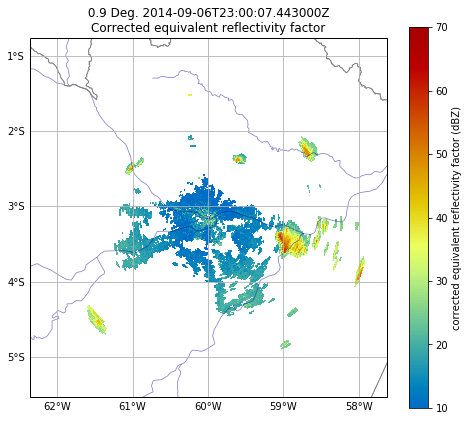 0.9 Deg. 2014-09-06T23:00:07.443000Z
Corrected equivalent reflectivity factor
1°S
2°S
3°S
4°S
5°S
62°W
61°W
60°W
59°W
58°W
70
60
50
40
30
20
10
corrected equivalent reflectivity factor (dBZ)